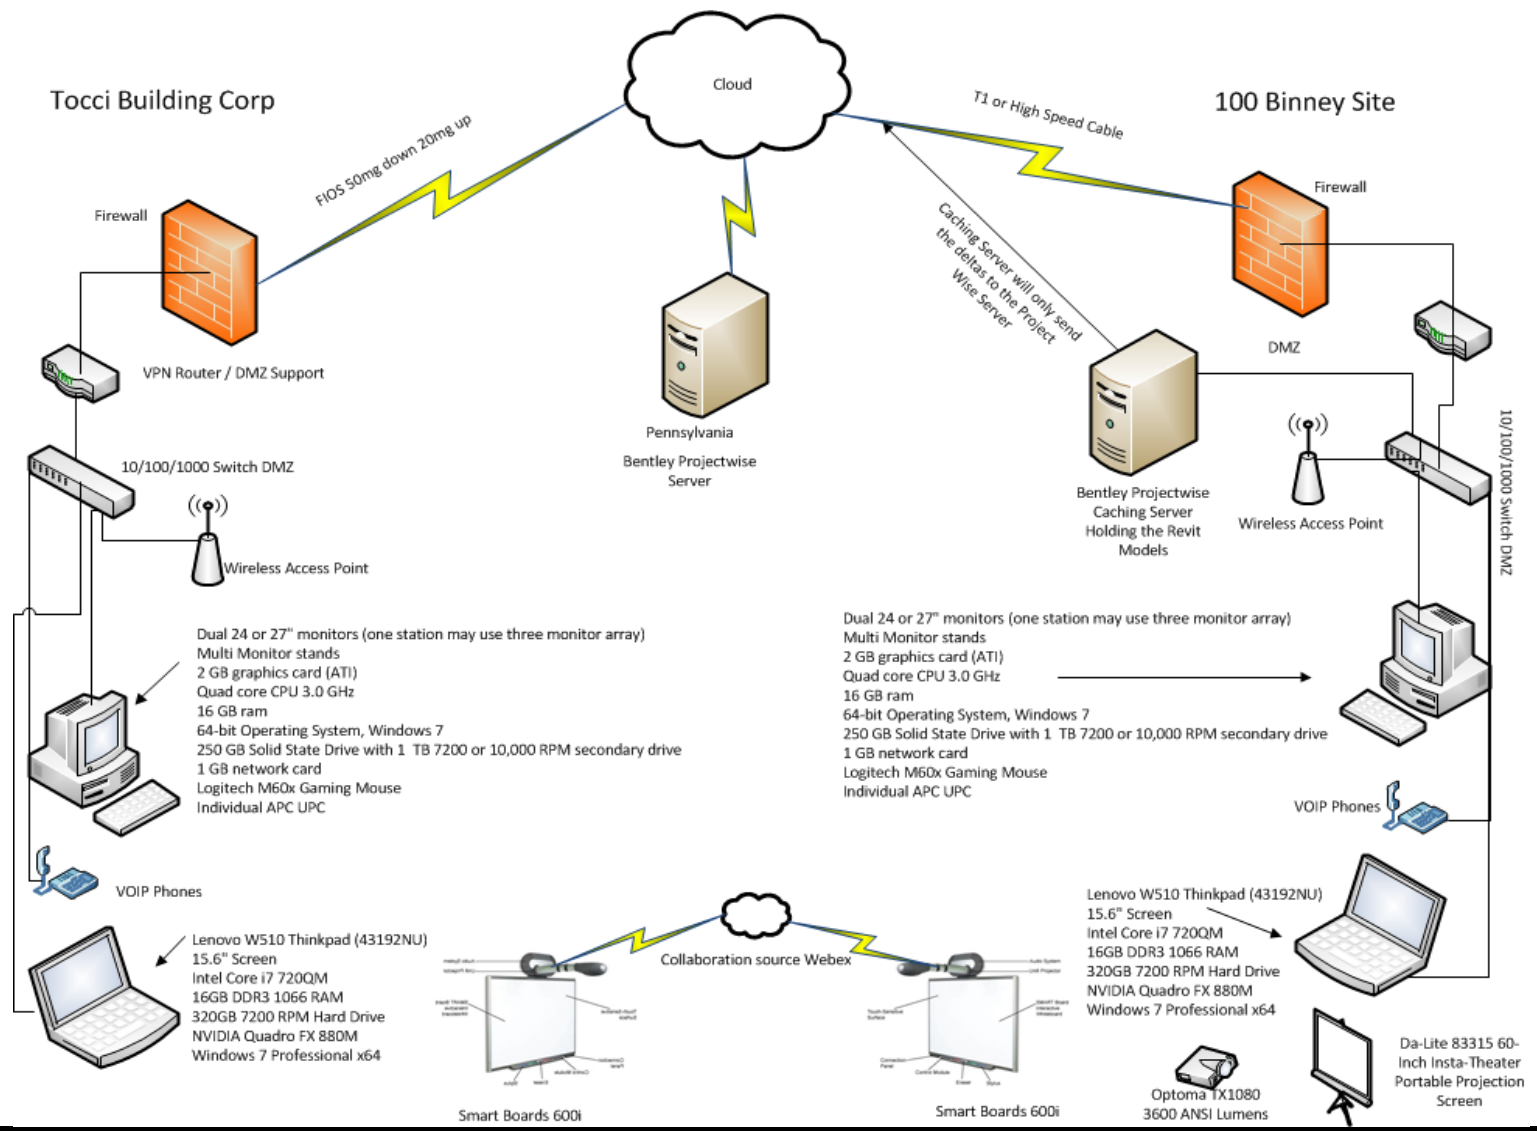 Cloud
Tocci Building Corp
100 Binney Site
FIOS 50mg down 20mg up
T1 or High Speed Cable
Firewall
Firewall
Caching Server will only send
the deltas to the Project
Wise Server
VPN Router / DMZ Support
DMZ
10/100/1000 Switch DMZ
Wireless Access Point
Pennsylvania
Bentley Projectwise
Server
Bentley Projectwise
Caching Server
Holding the Revit
Models
Wireless Access Point
10/100/1000 Switch DMZ
Dual 24 or 27" monitors (one station may use three monitor array)
Multi Monitor stands
2 GB graphics card (ATI)
Quad core CPU 3.0 GHz
16 GB ram
64-bit Operating System, Windows 7
250 GB Solid State Drive with 1  TB 7200 or 10,000 RPM secondary drive
1 GB network card
Logitech M60x Gaming Mouse
Individual APC UPC
Dual 24 or 27" monitors (one station may use three monitor array)
Multi Monitor stands
2 GB graphics card (ATI)
Quad core CPU 3.0 GHz
16 GB ram
64-bit Operating System, Windows 7
250 GB Solid State Drive with 1  TB 7200 or 10,000 RPM secondary drive
1 GB network card
Logitech M60x Gaming Mouse
Individual APC UPC
VOIP Phones
VOIP Phones
Lenovo W510 Thinkpad (43192NU)
15.6" Screen
Intel Core i7 720QM
16GB DDR3 1066 RAM
320GB 7200 RPM Hard Drive
NVIDIA Quadro FX 880M
Windows 7 Professional x64
Collaboration source Webex
Lenovo W510 Thinkpad (43192NU)
15.6" Screen
Intel Core i7 720QM
16GB DDR3 1066 RAM
320GB 7200 RPM Hard Drive
NVIDIA Quadro FX 880M
Windows 7 Professional x64
Audio System
Touch-Sensitive
Surface
Interactive
Whiteboard
Connection
Panel
Control Module
Eraser
Stylus
Smart Boards 600i
Smart Boards 600i
Optoma TX1080
3600 ANSI Lumens
Da-Lite 83315 60-
Inch Insta-Theater
Portable Projection
Screen